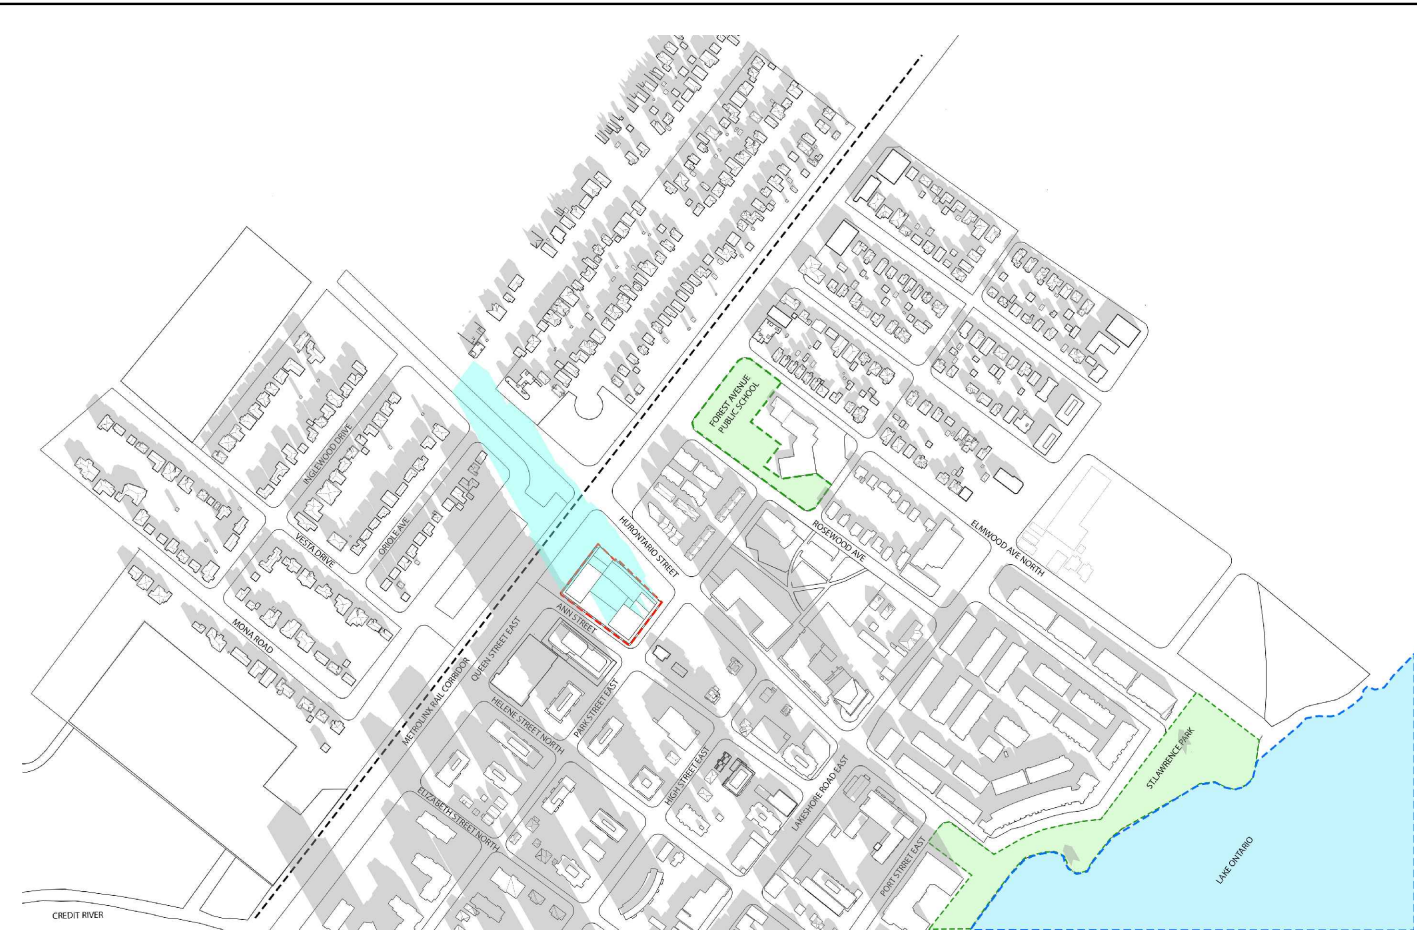 FOREST AVENUE
PUBLIC SCHOOL
INGLEWOOD DRIVE
ORIOLE AVE
VESTA DRIVE
MONA ROAD
HURONTARIO STREET
ROSEWOOD AVE
ELMWOOD AVE NORTH
ANN STREET
QUEEN STREET EAST
METROLINX RAIL CORRIDOR
HELENE STREET NORTH
PARK STREET EAST
HIGH STREET EAST
ELIZABETH STREET NORTH
LAKESHORE ROAD EAST
PORT STRRET EAST
ST.LAWRENCE PARK
LAKE ONTARIO
CREDIT RIVER